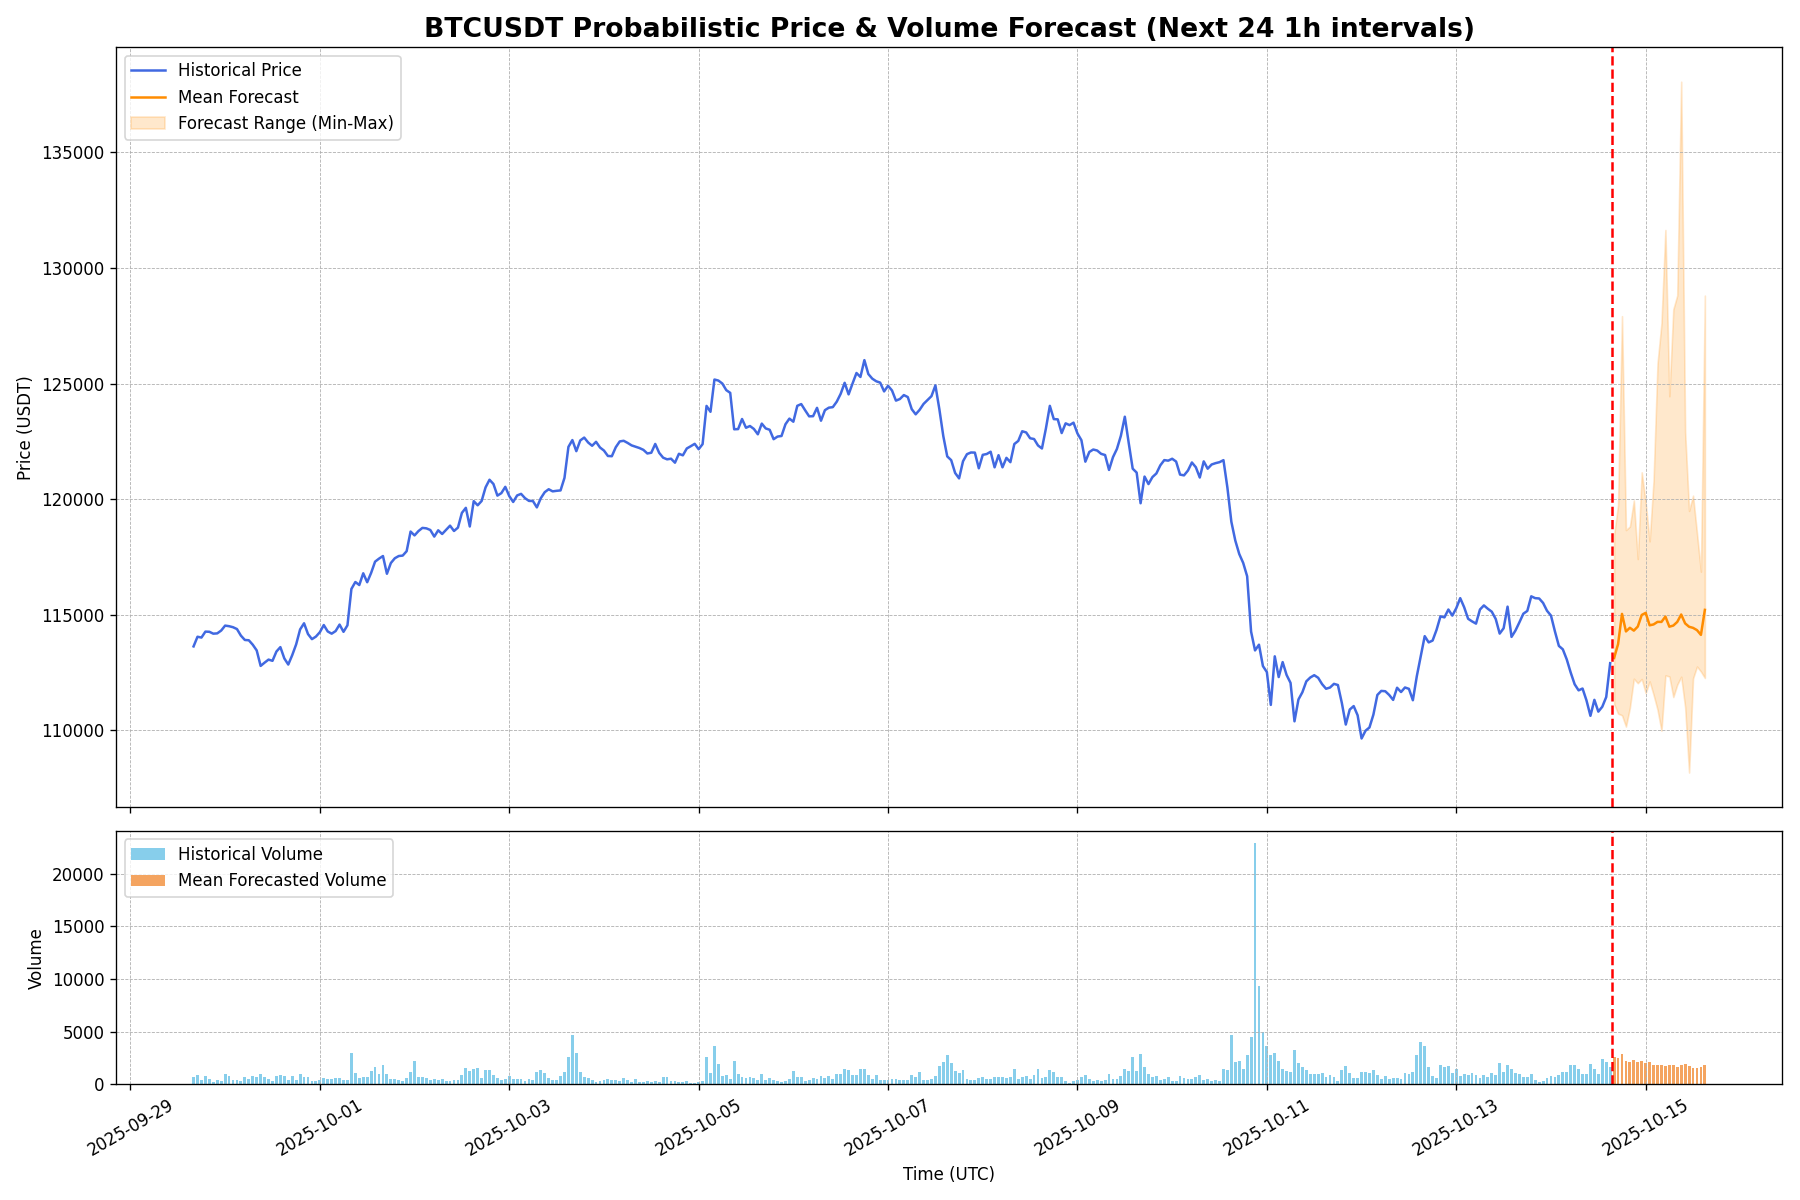 BTCUSDT Probabilistic Price & Volume Forecast (Next 24 1h intervals)
Historical Price
Mean Forecast
Forecast Range (Min-Max)
135000
130000
125000
120000
115000
110000
Price (USDT)
Historical Volume
Mean Forecasted Volume
20000
15000
10000
5000
0
Volume
2025-09-29
2025-10-01
2025-10-03
2025-10-05
2025-10-07
2025-10-09
2025-10-11
2025-10-13
2025-10-15
Time (UTC)